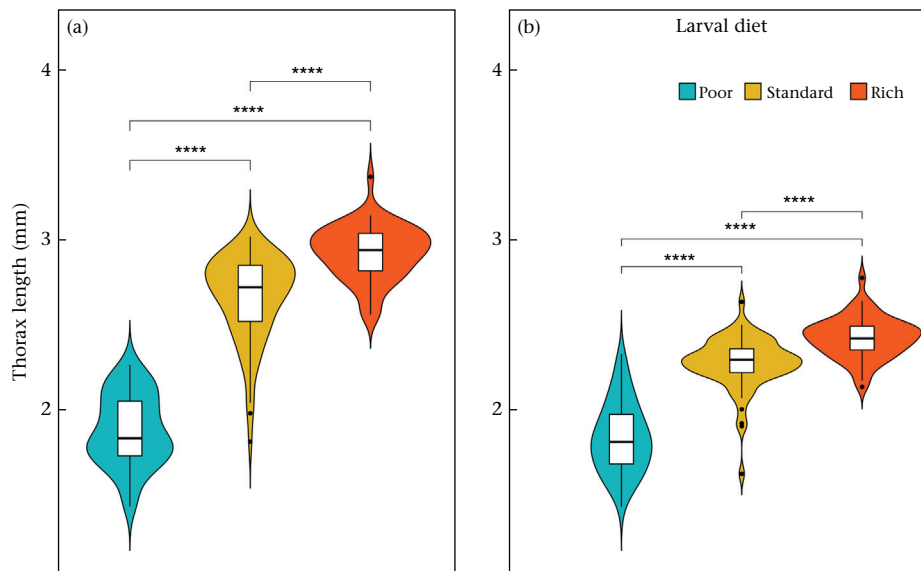 (a)
4
3
2
Thorax length (mm)
****
****
****
(b)
Larval diet
Poor Standard Rich
4
3
2
****
****
****